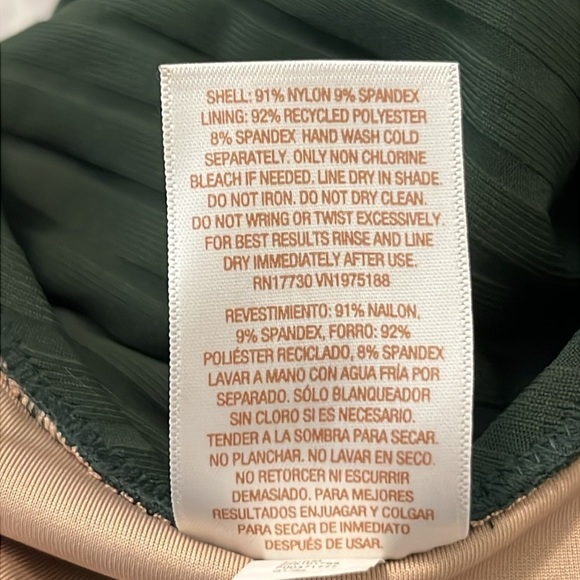 SHELL: 91% NYLON 9% SPANDEX
LINING: 92% RECYCLED POLYESTER
8% SPANDEX HAND WASH COLD
SEPARATELY. ONLY NON CHLORINE
BLEACH IF NEEDED. LINE DRY IN SHADE.
DO NOT IRON. DO NOT DRY CLEAN.
DO NOT WRING OR TWIST EXCESSIVELY.
FOR BEST RESULTS RINSE AND LINE
DRY IMMEDIATELY AFTER USE.
RN17730 VN1975188
REVESTIMIENTO: 91% NAILON,
9% SPANDEX, FORRO: 92%
POLIÉSTER RECICLADO, 8% SPANDEX
LAVAR A MANO CON AGUA FRÍA POR
SEPARADO. SÓLO BLANQUEADOR
SIN CLORO SI ES NECESARIO.
TENDER A LA SOMBRA PARA SECAR.
NO PLANCHAR. NO LAVAR EN SECO.
NO RETORCER NI ESCURRIR
DEMASIADO. PARA MEJORES
RESULTADOS ENJUAGAR Y COLGAR
PARA SECAR DE INMEDIATO
DESPUÉS DE USAR.